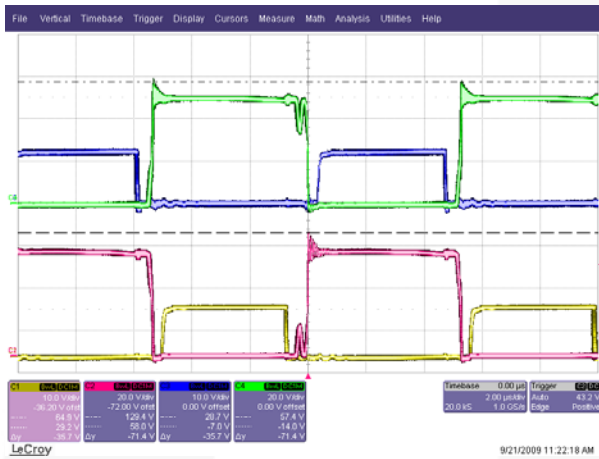 File Vertical Timebase Trigger Display Cursors Measure Math Analysis Utilities Help
C2
C1 BwL DC1M
10.0 V/div
-36.20 V ofst
64.9 V
29.2 V
Δy -35.7 V
20.0 V/div
-72.00 V ofst
129.4 V
58.0 V
Δy -71.4 V
10.0 V/div
0.00 V offset
28.7 V
-7.0 V
Δy -35.7 V
20.0 V/div
0.00 V offset
57.4 V
-14.0 V
Δy -71.4 V
Timebase 0.00 µs
2.00 µs/div
20.0 kS 1.0 GS/s
Trigger
Auto 43.2 V
Edge Positive
LeCroy
9/21/2009 11:22:18 AM